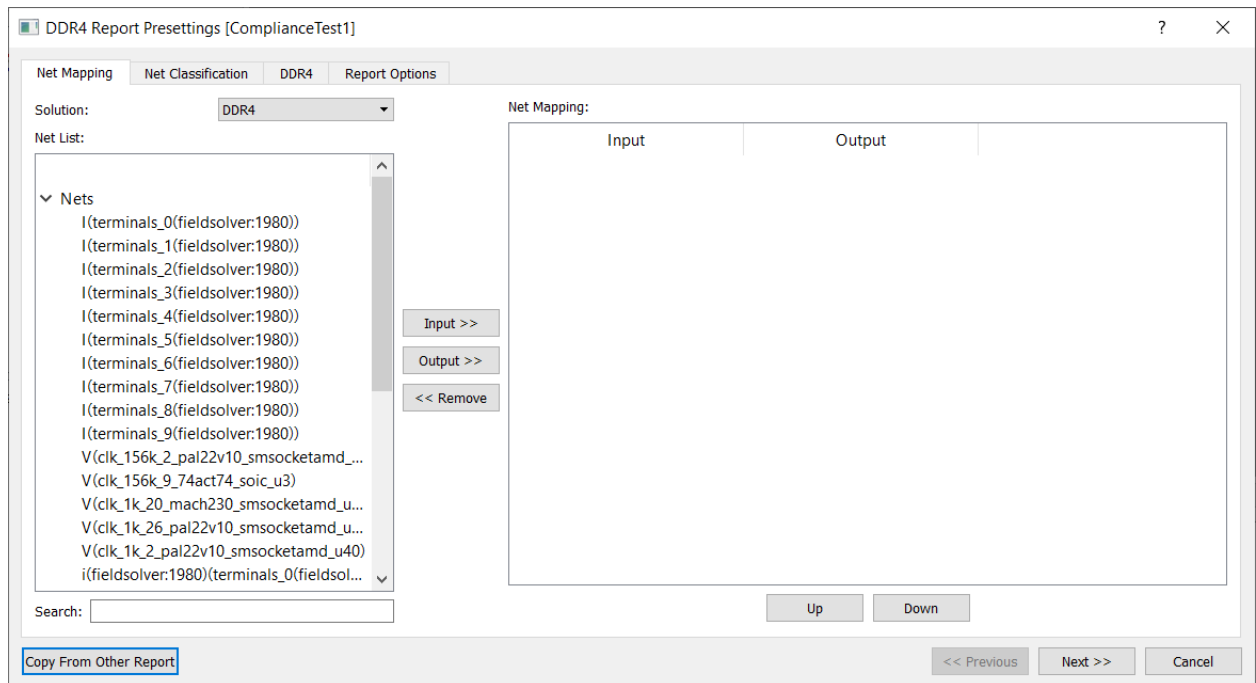 DDR4 Report Presettings [ComplianceTest1]
?
Net Mapping
Net Classification
DDR4
Report Options
Solution:
DDR4
Net List:
Nets
I(terminals_0(fieldsolver:1980))
I(terminals_1(fieldsolver:1980))
I(terminals_2(fieldsolver:1980))
I(terminals_3(fieldsolver:1980))
I(terminals_4(fieldsolver:1980))
I(terminals_5(fieldsolver:1980))
I(terminals_6(fieldsolver:1980))
I(terminals_7(fieldsolver:1980))
I(terminals_8(fieldsolver:1980))
I(terminals_9(fieldsolver:1980))
V(clk_156k_2_pal22v10_smsocketamd_...
V(clk_156k_9_74act74_soic_u3)
V(clk_1k_20_mach230_smsocketamd_u...
V(clk_1k_26_pal22v10_smsocketamd_u...
V(clk_1k_2_pal22v10_smsocketamd_u40)
i(fieldsolver:1980)(terminals_0(fieldsol...
Search:
Input >>
Output >>
<< Remove
Net Mapping:
Input Output
Up
Down
Copy From Other Report
<< Previous
Next >>
Cancel